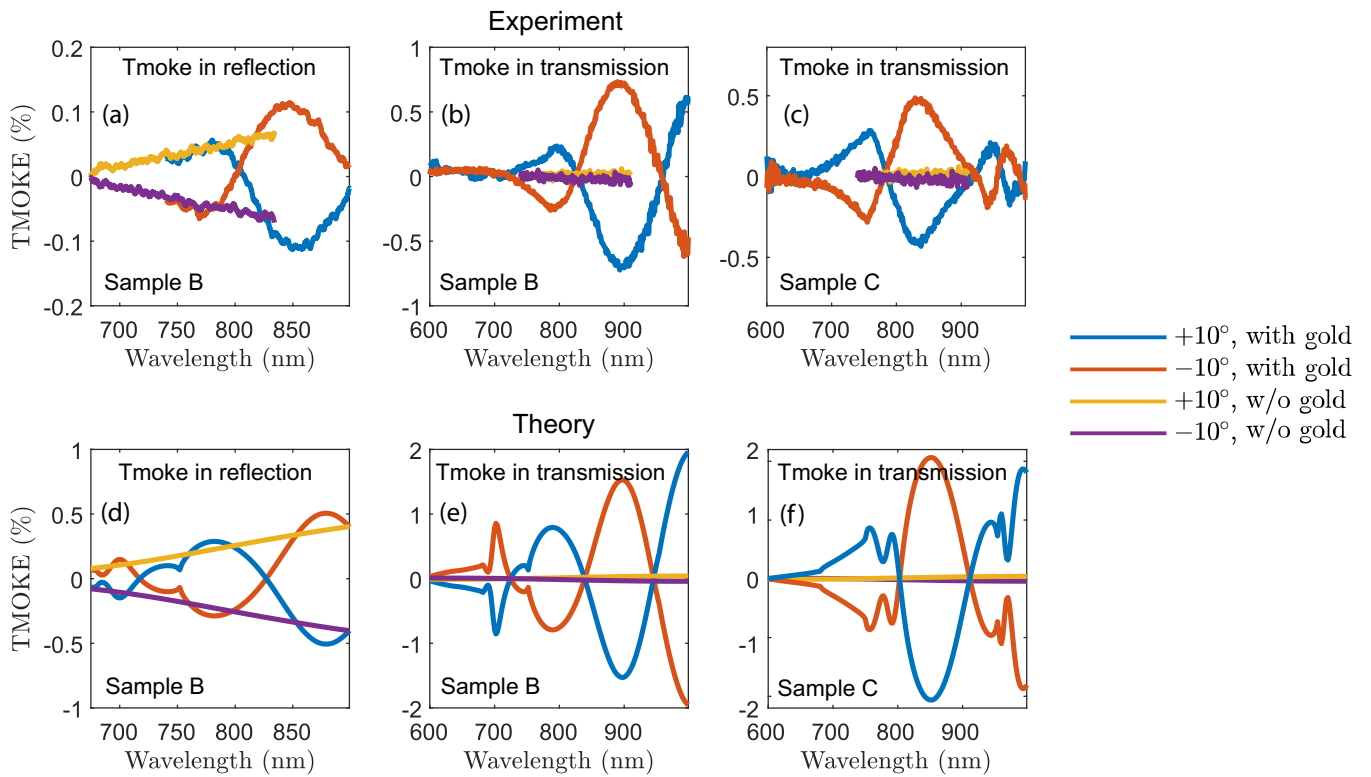 Experiment
Tmoke in reflection
Tmoke in transmission
Tmoke in transmission
(a)
(b)
(c)
0.2
0.1
0
-0.1
-0.2
1
0.5
0
-0.5
-1
0.5
0
-0.5
TMOKE (%)
Sample B
Sample B
Sample C
700 750 800 850
600 700 800 900
600 700 800 900
Wavelength (nm)
Wavelength (nm)
Wavelength (nm)
+10°, with gold
−10°, with gold
+10°, w/o gold
−10°, w/o gold
Theory
Tmoke in reflection
Tmoke in transmission
Tmoke in transmission
(d)
(e)
(f)
1
0.5
0
-0.5
-1
2
1
0
-1
-2
2
1
0
-1
-2
TMOKE (%)
Sample B
Sample B
Sample C
700 750 800 850
600 700 800 900
600 700 800 900
Wavelength (nm)
Wavelength (nm)
Wavelength (nm)